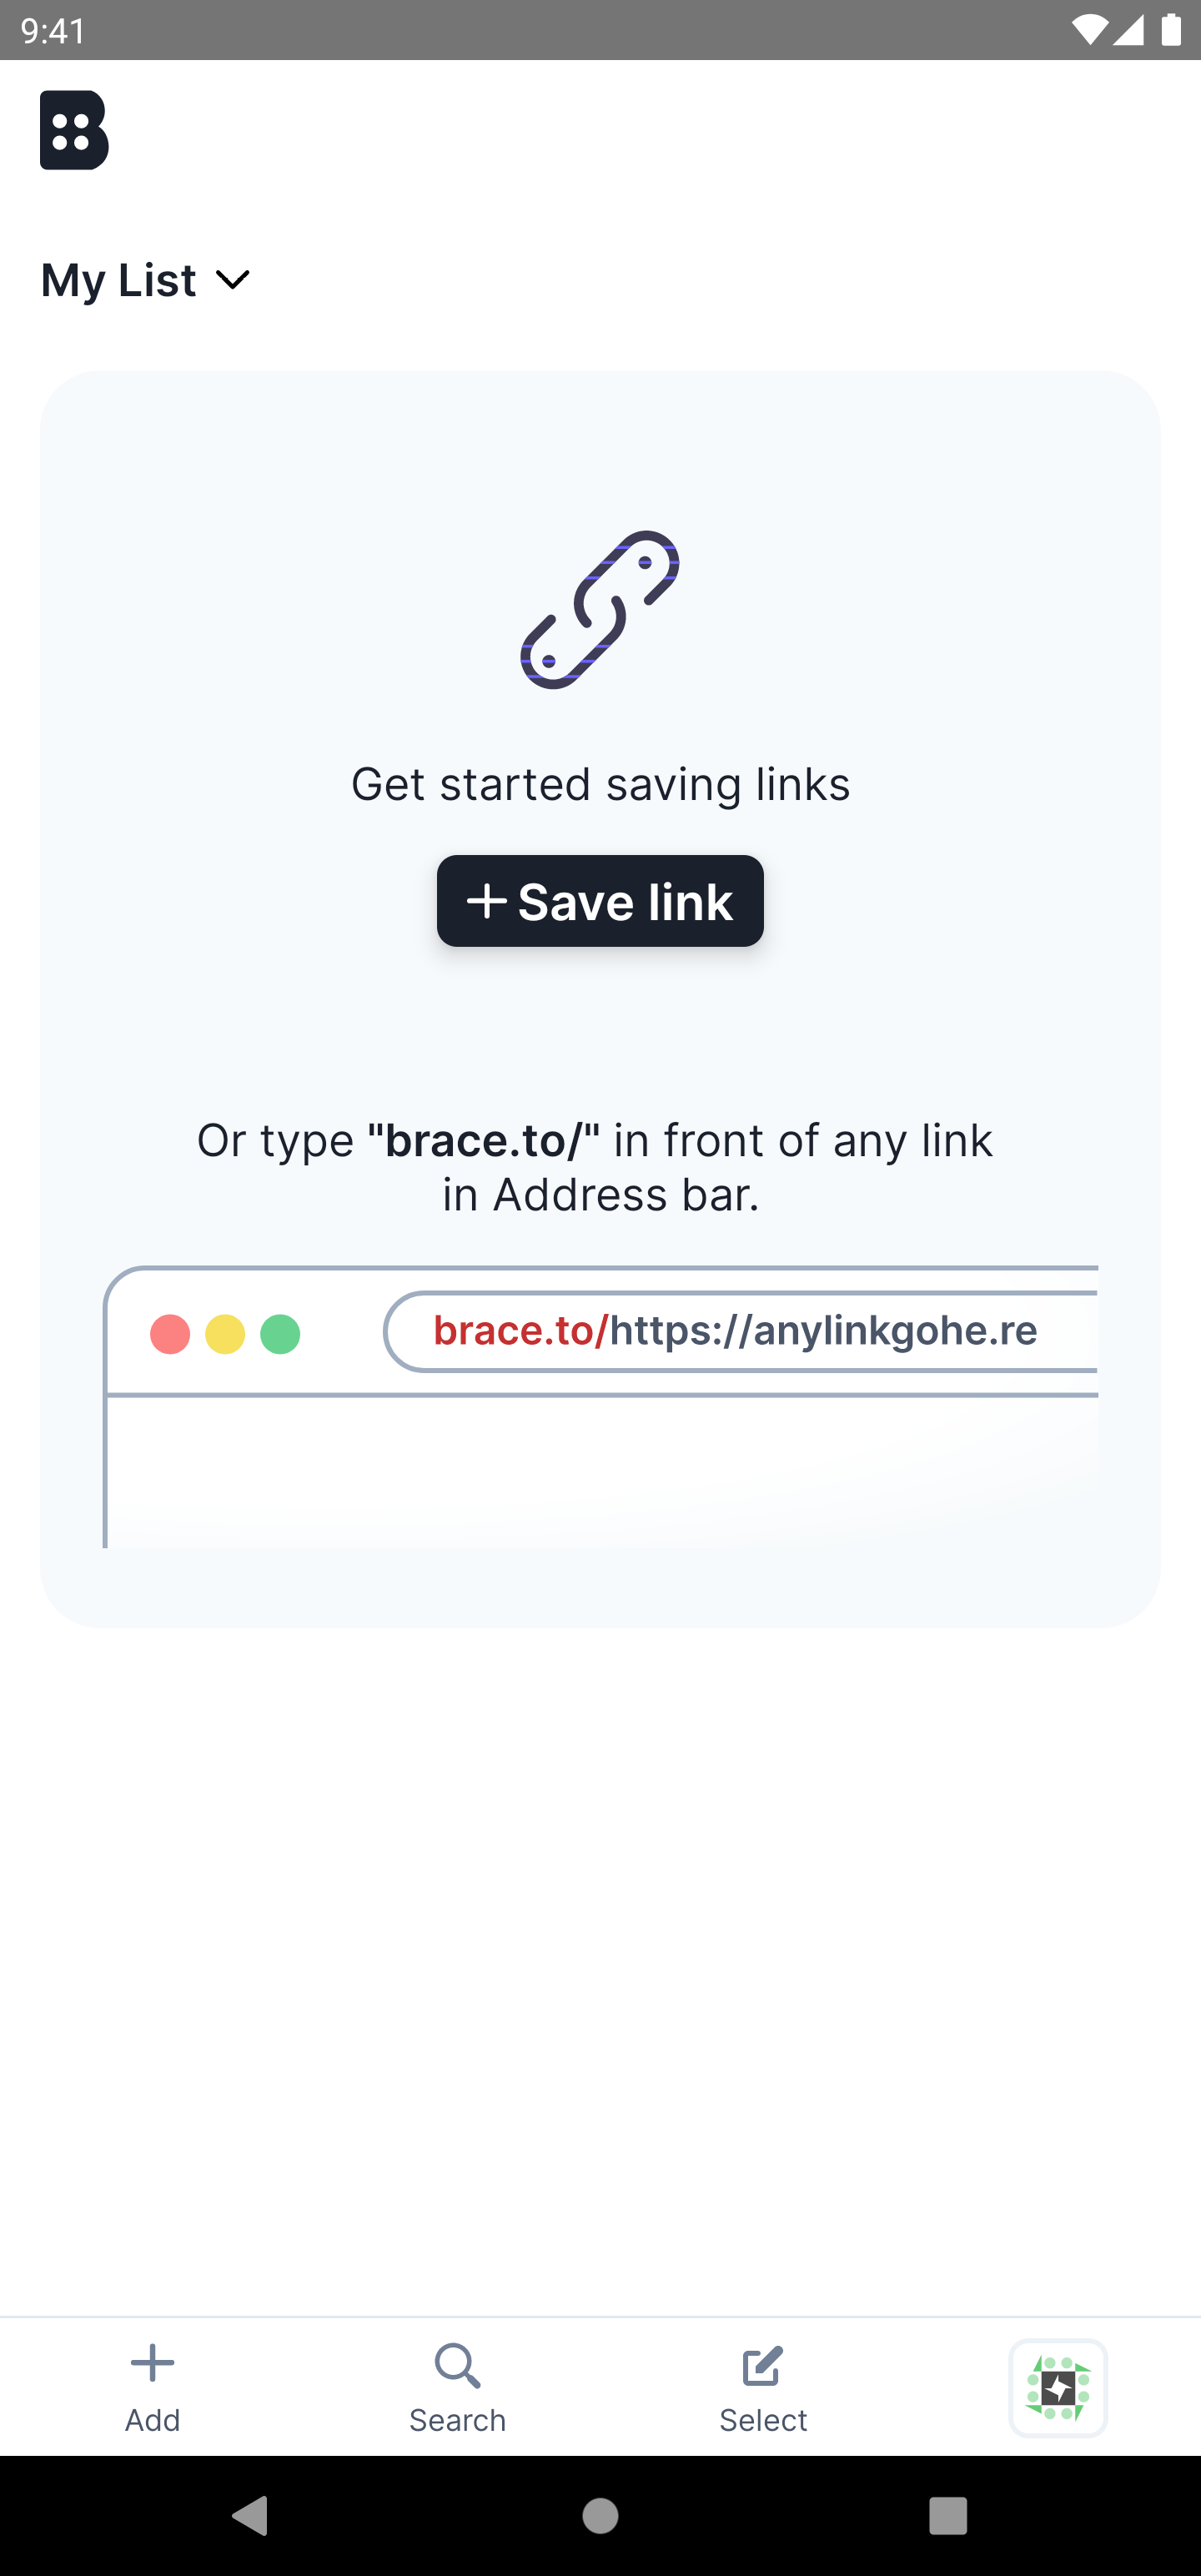 9:41
My List
Get started saving links
Save link
Or type "brace.to/" in front of any link
in Address bar.
brace.to/https://anylinkgohe.re
Add
Search
Select